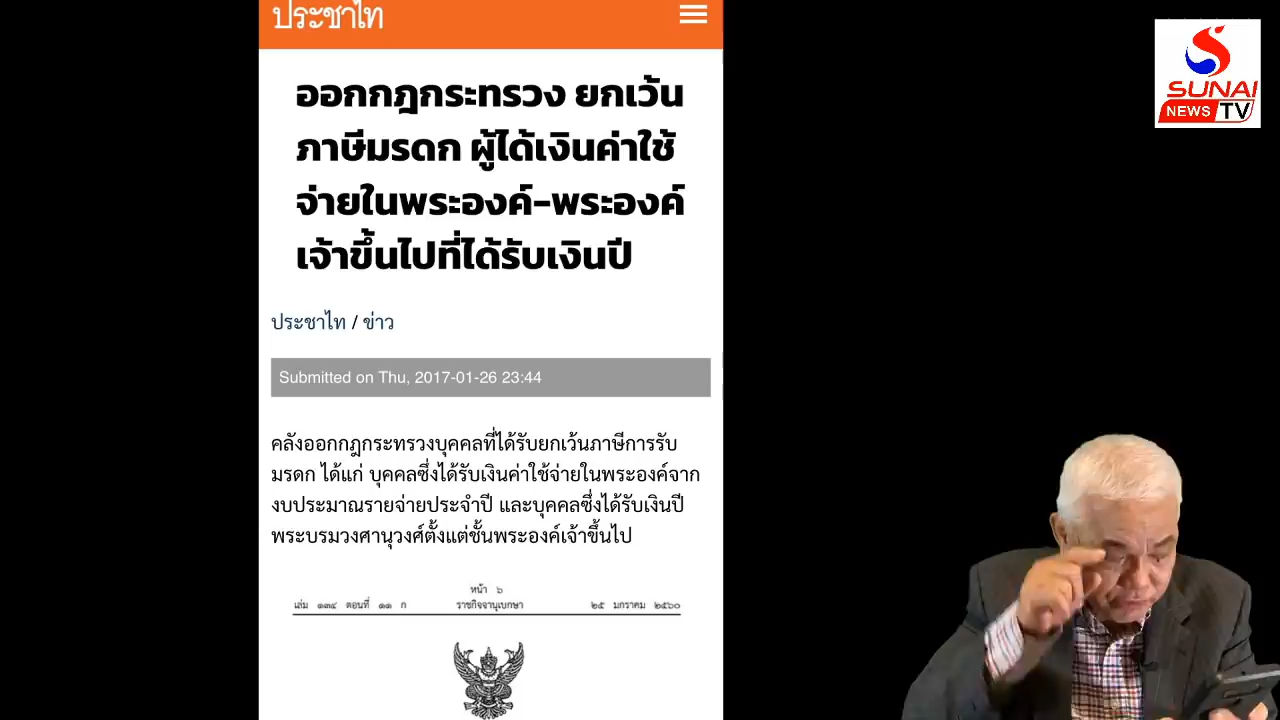 ประชาไท
SUNAI
NEWS TV
ออกกฎกระทรวง ยกเว้น
ภาษีมรดก ผู้ได้เงินค่าใช้
จ่ายในพระองค์-พระองค์
เจ้าขึ้นไปที่ได้รับเงินปี
ประชาไท / ข่าว
Submitted on Thu, 2017-01-26 23:44
คลังออกกฎกระทรวงบุคคลที่ได้รับยกเว้นภาษีการรับ
มรดก ได้แก่ บุคคลซึ่งได้รับเงินค่าใช้จ่ายในพระองค์จาก
งบประมาณรายจ่ายประจำปี และบุคคลซึ่งได้รับเงินปี
พระบรมวงศานุวงศ์ตั้งแต่ชั้นพระองค์เจ้าขึ้นไป
หน้า ๖
เล่ม ๑๓๔ ตอนที่ ๑๑ ก ราชกิจจานุเบกษา ๒๕ มกราคม ๒๕๖๐